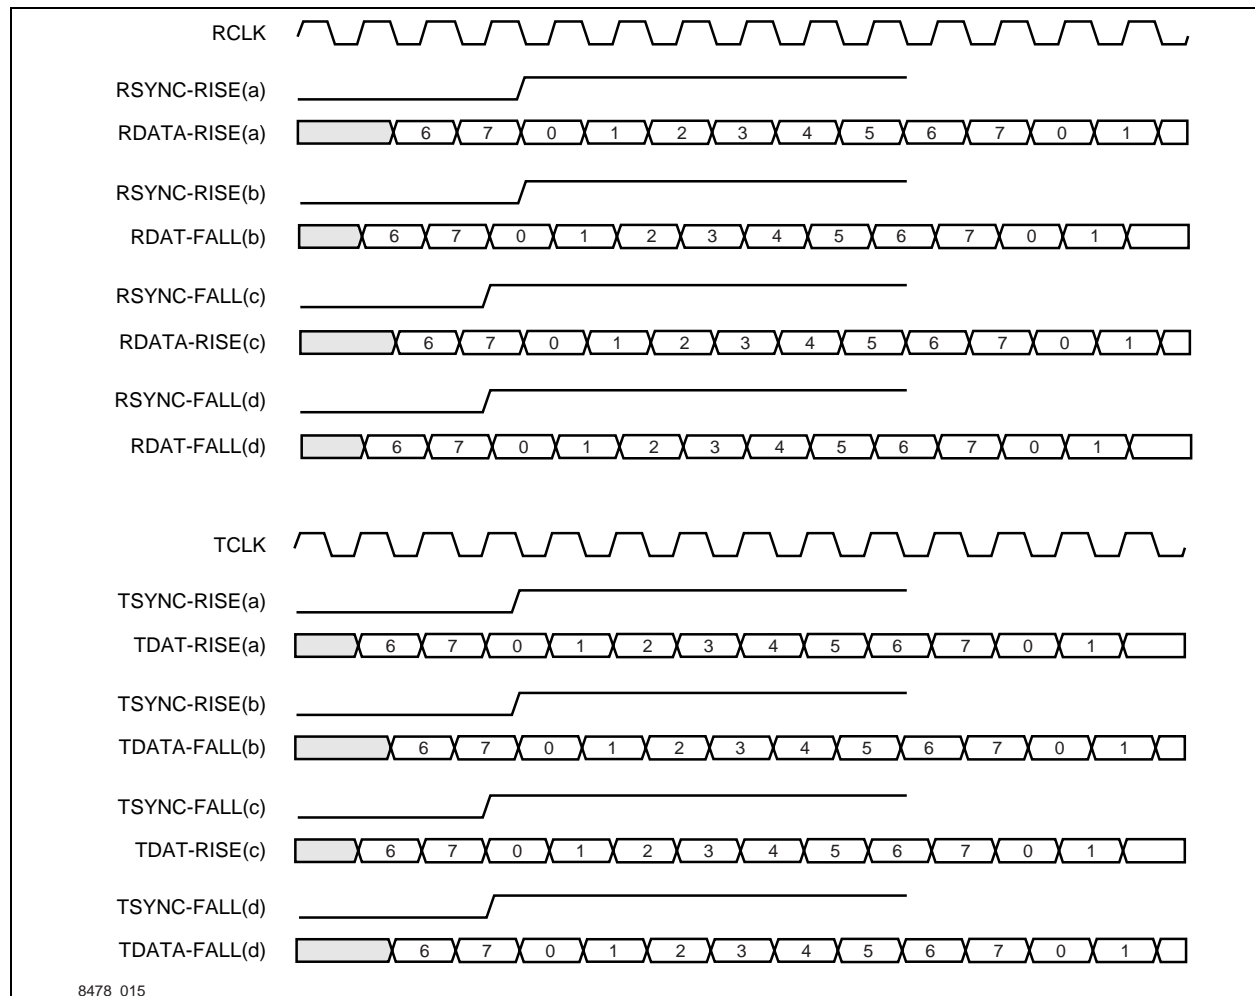 RCLK
RSYNC-RISE(a)
RDATA-RISE(a) 6 7 0 1 2 3 4 5 6 7 0 1
RSYNC-RISE(b)
RDAT-FALL(b) 6 7 0 1 2 3 4 5 6 7 0 1
RSYNC-FALL(c)
RDATA-RISE(c) 6 7 0 1 2 3 4 5 6 7 0 1
RSYNC-FALL(d)
RDAT-FALL(d) 6 7 0 1 2 3 4 5 6 7 0 1
TCLK
TSYNC-RISE(a)
TDAT-RISE(a) 6 7 0 1 2 3 4 5 6 7 0 1
TSYNC-RISE(b)
TDATA-FALL(b) 6 7 0 1 2 3 4 5 6 7 0 1
TSYNC-FALL(c)
TDAT-RISE(c) 6 7 0 1 2 3 4 5 6 7 0 1
TSYNC-FALL(d)
TDATA-FALL(d) 6 7 0 1 2 3 4 5 6 7 0 1
8478_015